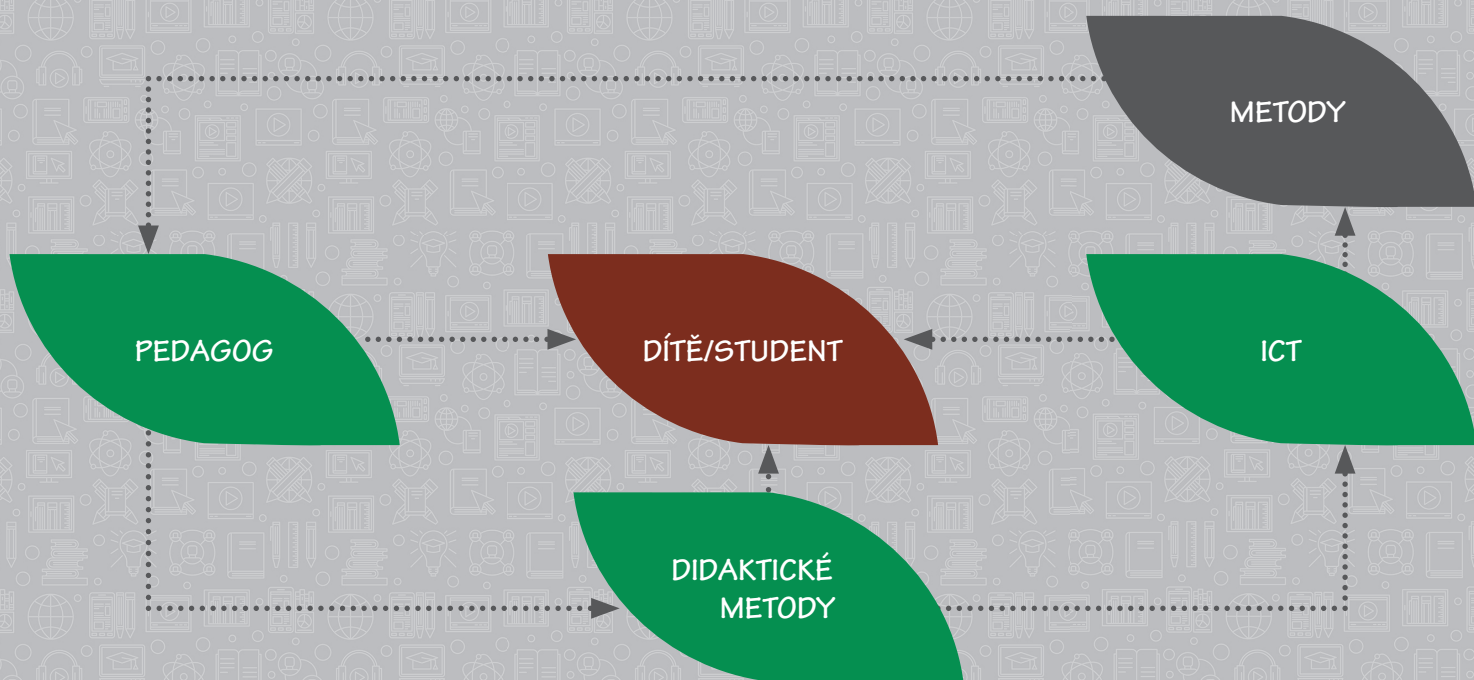 METODY
PEDAGOG
DÍTĚ/STUDENT
ICT
DIDAKTICKÉ
METODY